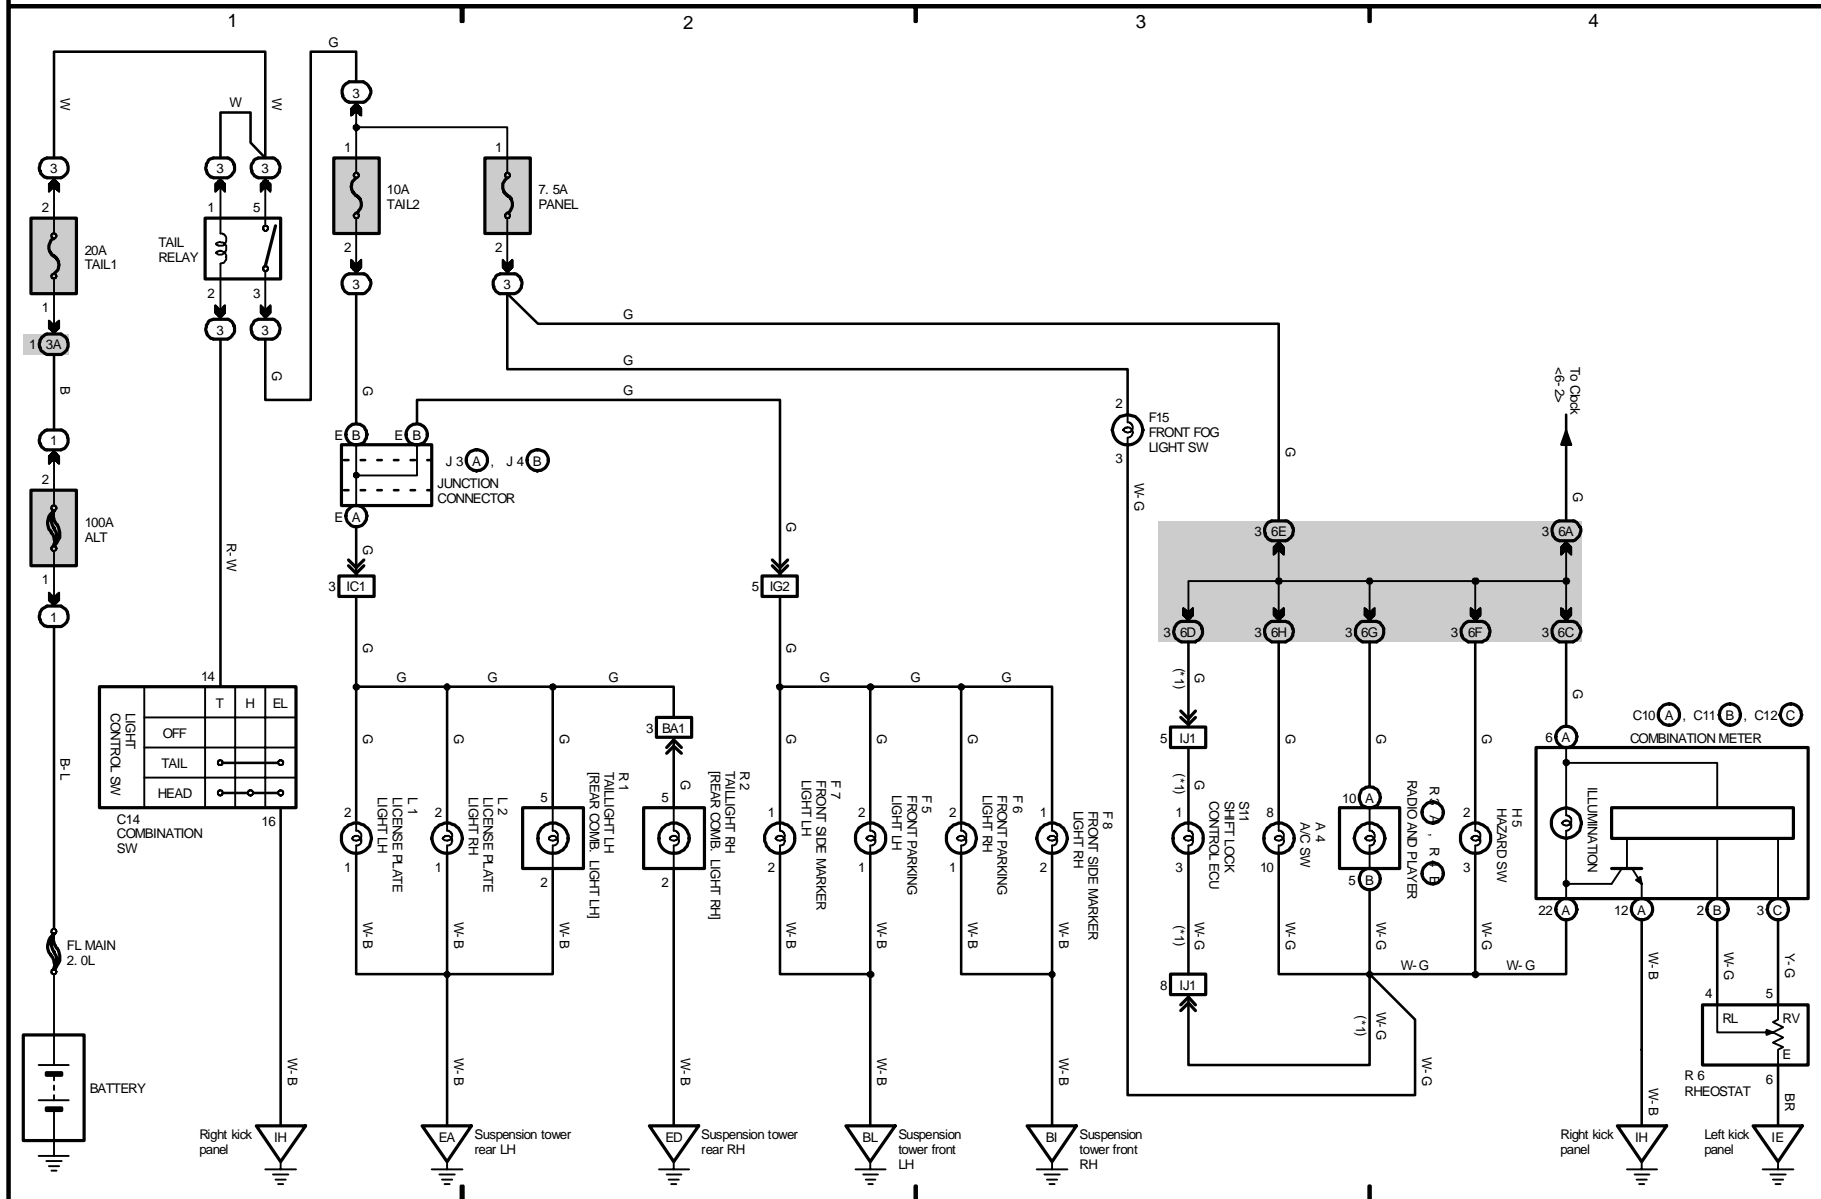 1
2
3
4
W
W
W
G
3
3
3
3
2
1
5
1
1
20A
TAIL1
TAIL
RELAY
10A
TAIL2
7. 5A
PANEL
1
2
3
2
2
1
3A
3
3
3
3
G
G
G
B
G
G
To Clock
<6- 2>
1
2
100A
ALT
1
1
E
B
E
B
J 3
A
,
J 4
B
JUNCTION
CONNECTOR
E
A
G
2
F15
FRONT FOG
LIGHT SW
3
W- G
G
G
R- W
G
3
IC1
5
IG2
3
6E
3
6A
3
6D
3
6H
3
6G
3
6F
3
6C
G
G
G
G
G
G
G
G
G
(*1)
G
B- L
14
LIGHT
CONTROL SW
T
H
EL
OFF
TAIL
HEAD
C14
COMBINATION
SW
16
3
BA1
5
IJ1
C10
A
,
C11
B
,
C12
C
6
A
COMBINATION METER
G
G
G
G
G
G
G
G
G
(*1)
G
G
G
2
L 1
LICENSE PLATE
LIGHT LH
1
2
L 2
LICENSE PLATE
LIGHT RH
1
5
R 1
TAILLIGHT LH
[REAR COMB. LIGHT LH]
2
5
R 2
TAILLIGHT RH
[REAR COMB. LIGHT RH]
2
1
F 7
FRONT SIDE MARKER
LIGHT LH
2
2
F 5
FRONT PARKING
LIGHT LH
1
2
F 6
FRONT PARKING
LIGHT RH
1
1
F 8
FRONT SIDE MARKER
LIGHT RH
2
1
S11
SHIFT LOCK
CONTROL ECU
3
8
A 4
A/C SW
10
10
A
RADIO AND PLAYER
5
B
2
H 5
HAZARD SW
3
ILLUMINATION
22
A
12
A
2
B
3
C
W- B
W- B
W- B
W- B
W- B
W- B
W- B
W- G
(*1)
W- G
W- G
W- G
W- G
W- G
W- B
W- G
Y- G
FL MAIN
2. 0L
8
IJ1
W- G
(*1)
W- G
4
5
RL
RV
E
R 6
RHEOSTAT
6
BR
BATTERY
W- B
W- B
W- B
W- B
W- B
W- B
Right kick
panel
IH
EA
Suspension tower
rear LH
ED
Suspension tower
rear RH
BL
Suspension
tower front
LH
BI
Suspension
tower front
RH
Right kick
panel
IH
Left kick
panel
IE